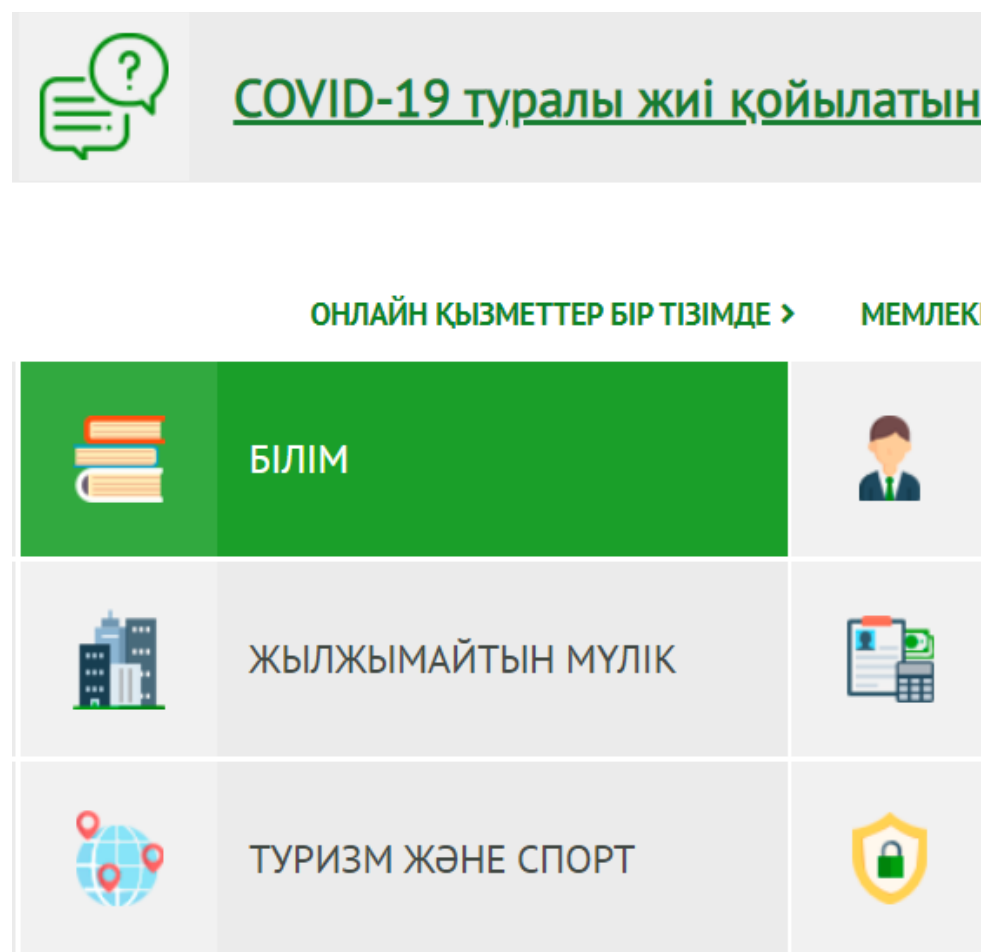 COVID-19 туралы жиі қойылатын
ОНЛАЙН ҚЫЗМЕТТЕР БІР ТІЗІМДЕ >
БІЛІМ
ЖЫЛЖЫМАЙТЫН МҮЛІК
ТУРИЗМ ЖӘНЕ СПОРТ